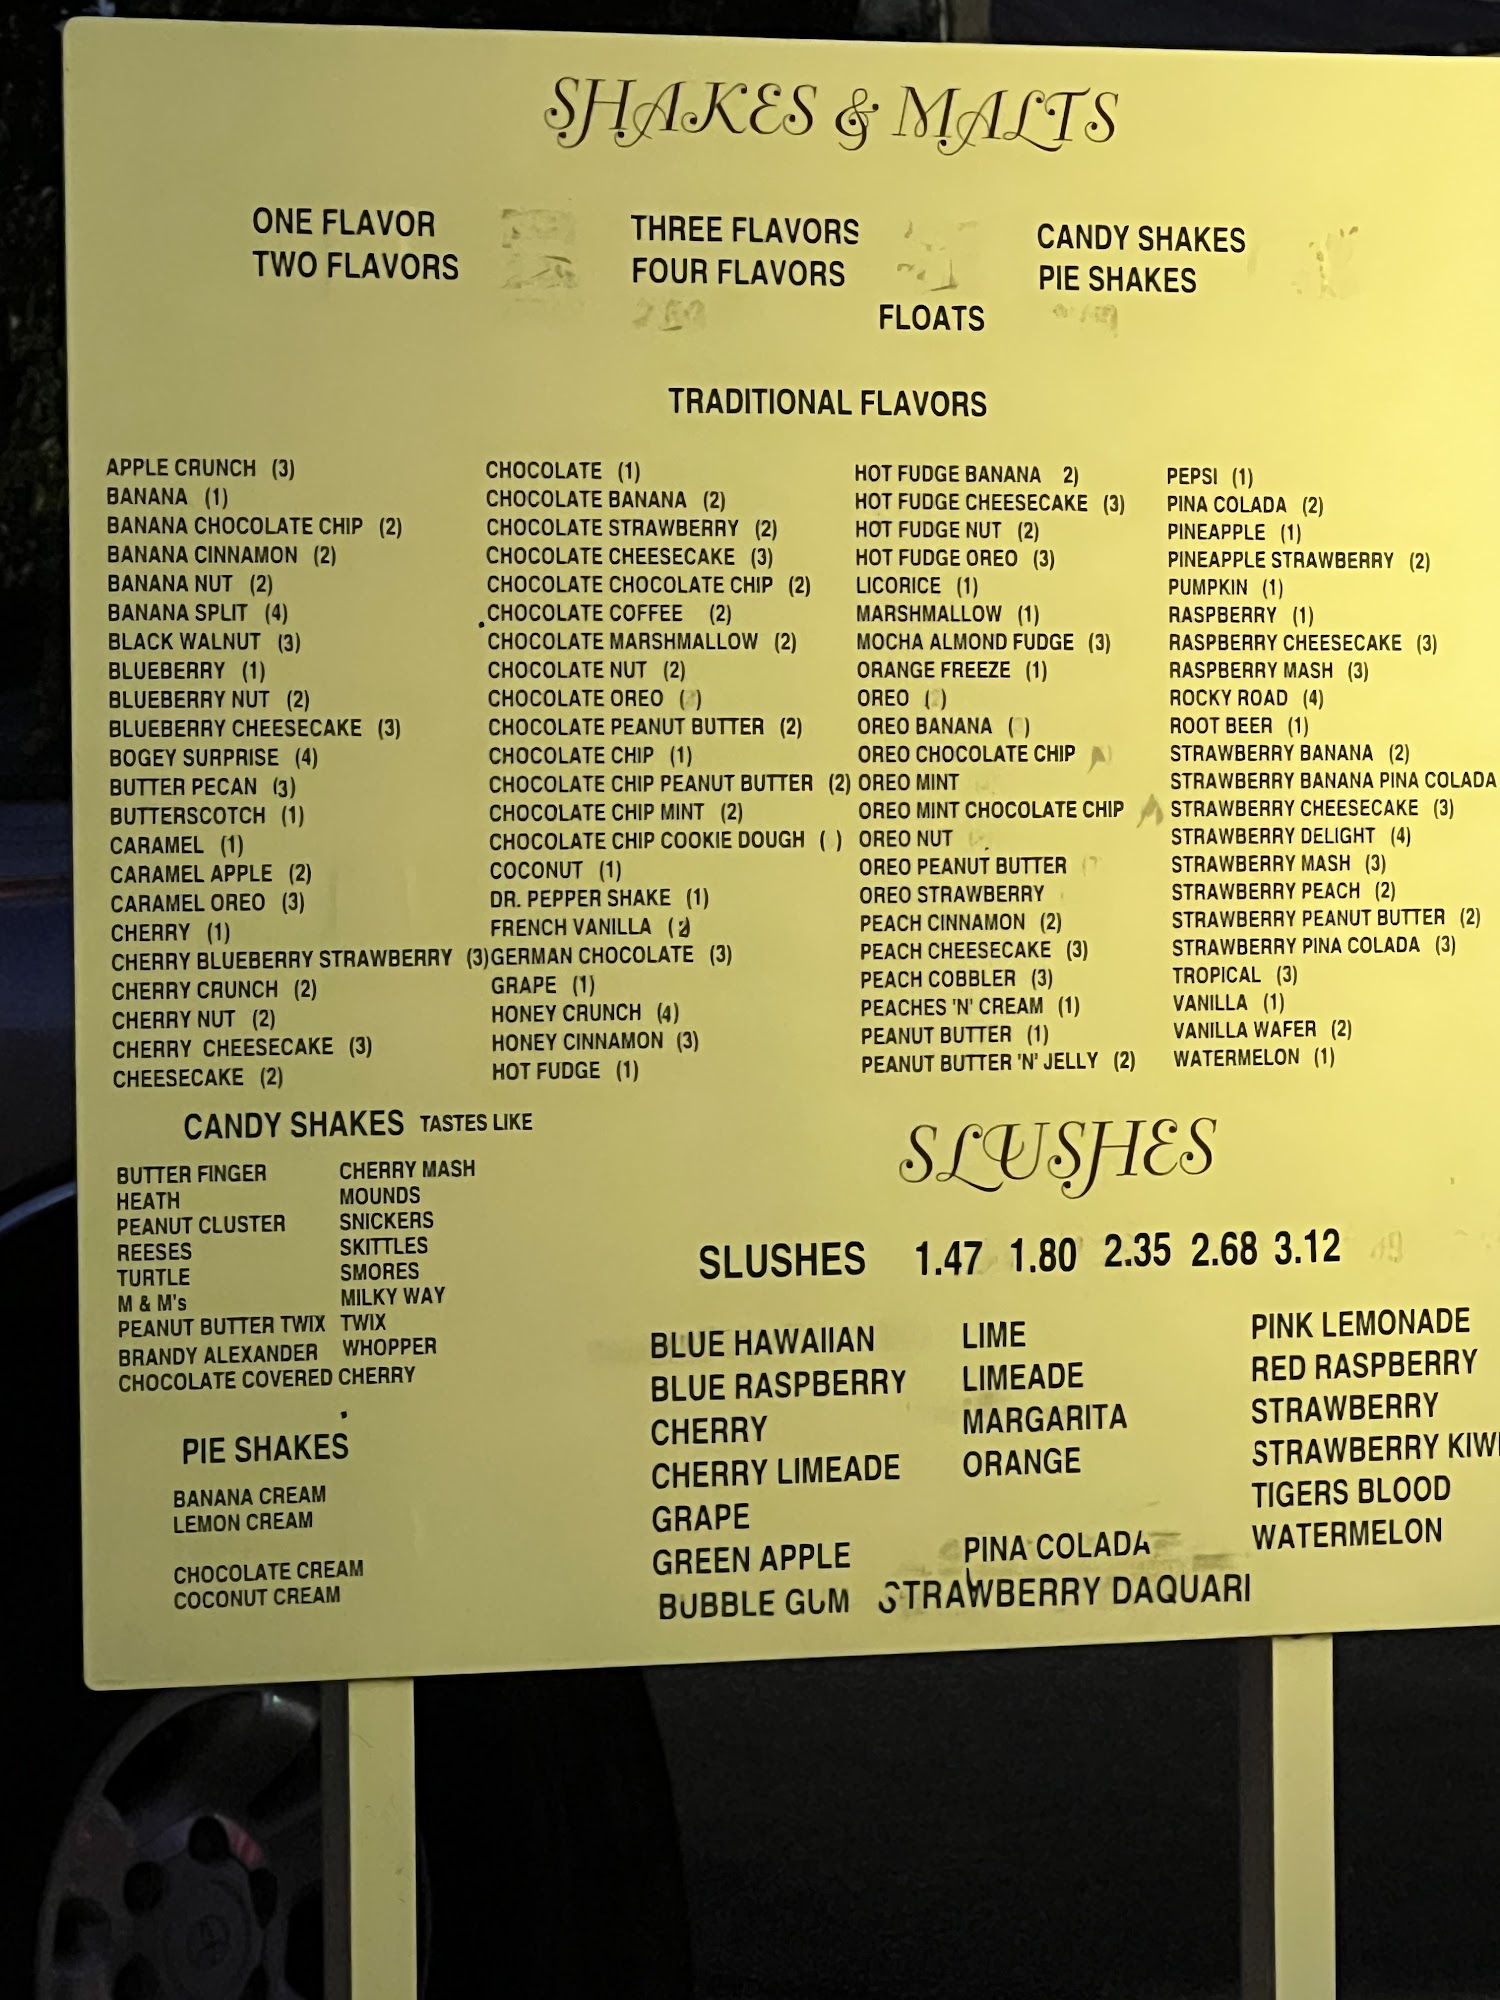 SHAKES & MALTS
ONE FLAVOR
TWO FLAVORS
THREE FLAVORS
FOUR FLAVORS
CANDY SHAKES
PIE SHAKES
FLOATS
TRADITIONAL FLAVORS
APPLE CRUNCH (3)
BANANA (1)
BANANA CHOCOLATE CHIP (2)
BANANA CINNAMON (2)
BANANA NUT (2)
BANANA SPLIT (4)
BLACK WALNUT (3)
BLUEBERRY (1)
BLUEBERRY NUT (2)
BLUEBERRY CHEESECAKE (3)
BOGEY SURPRISE (4)
BUTTER PECAN (3)
BUTTERSCOTCH (1)
CARAMEL (1)
CARAMEL APPLE (2)
CARAMEL OREO (3)
CHERRY (1)
CHERRY BLUEBERRY STRAWBERRY (3)
CHERRY CRUNCH (2)
CHERRY NUT (2)
CHERRY CHEESECAKE (3)
CHEESECAKE (2)
CHOCOLATE (1)
CHOCOLATE BANANA (2)
CHOCOLATE STRAWBERRY (2)
CHOCOLATE CHEESECAKE (3)
CHOCOLATE CHOCOLATE CHIP (2)
CHOCOLATE COFFEE (2)
CHOCOLATE MARSHMALLOW (2)
CHOCOLATE NUT (2)
CHOCOLATE OREO ( )
CHOCOLATE PEANUT BUTTER (2)
CHOCOLATE CHIP (1)
CHOCOLATE CHIP PEANUT BUTTER (2)
CHOCOLATE CHIP MINT (2)
CHOCOLATE CHIP COOKIE DOUGH ( )
COCONUT (1)
DR. PEPPER SHAKE (1)
FRENCH VANILLA (2)
GERMAN CHOCOLATE (3)
GRAPE (1)
HONEY CRUNCH (4)
HONEY CINNAMON (3)
HOT FUDGE (1)
HOT FUDGE BANANA 2)
HOT FUDGE CHEESECAKE (3)
HOT FUDGE NUT (2)
HOT FUDGE OREO (3)
LICORICE (1)
MARSHMALLOW (1)
MOCHA ALMOND FUDGE (3)
ORANGE FREEZE (1)
OREO ( )
OREO BANANA ( )
OREO CHOCOLATE CHIP
OREO MINT
OREO MINT CHOCOLATE CHIP
OREO NUT
OREO PEANUT BUTTER
OREO STRAWBERRY
PEACH CINNAMON (2)
PEACH CHEESECAKE (3)
PEACH COBBLER (3)
PEACHES 'N' CREAM (1)
PEANUT BUTTER (1)
PEANUT BUTTER 'N' JELLY (2)
PEPSI (1)
PINA COLADA (2)
PINEAPPLE (1)
PINEAPPLE STRAWBERRY (2)
PUMPKIN (1)
RASPBERRY (1)
RASPBERRY CHEESECAKE (3)
RASPBERRY MASH (3)
ROCKY ROAD (4)
ROOT BEER (1)
STRAWBERRY BANANA (2)
STRAWBERRY BANANA PINA COLADA
STRAWBERRY CHEESECAKE (3)
STRAWBERRY DELIGHT (4)
STRAWBERRY MASH (3)
STRAWBERRY PEACH (2)
STRAWBERRY PEANUT BUTTER (2)
STRAWBERRY PINA COLADA (3)
TROPICAL (3)
VANILLA (1)
VANILLA WAFER (2)
WATERMELON (1)
CANDY SHAKES TASTES LIKE
BUTTER FINGER
HEATH
PEANUT CLUSTER
REESES
TURTLE
M & M's
PEANUT BUTTER TWIX
BRANDY ALEXANDER
CHOCOLATE COVERED CHERRY
CHERRY MASH
MOUNDS
SNICKERS
SKITTLES
SMORES
MILKY WAY
TWIX
WHOPPER
PIE SHAKES
BANANA CREAM
LEMON CREAM
CHOCOLATE CREAM
COCONUT CREAM
SLUSHES
SLUSHES 1.47 1.80 2.35 2.68 3.12
BLUE HAWAIIAN
BLUE RASPBERRY
CHERRY
CHERRY LIMEADE
GRAPE
GREEN APPLE
BUBBLE GUM
LIME
LIMEADE
MARGARITA
ORANGE
PINA COLADA
STRAWBERRY DAQUARI
PINK LEMONADE
RED RASPBERRY
STRAWBERRY
STRAWBERRY KIWI
TIGERS BLOOD
WATERMELON